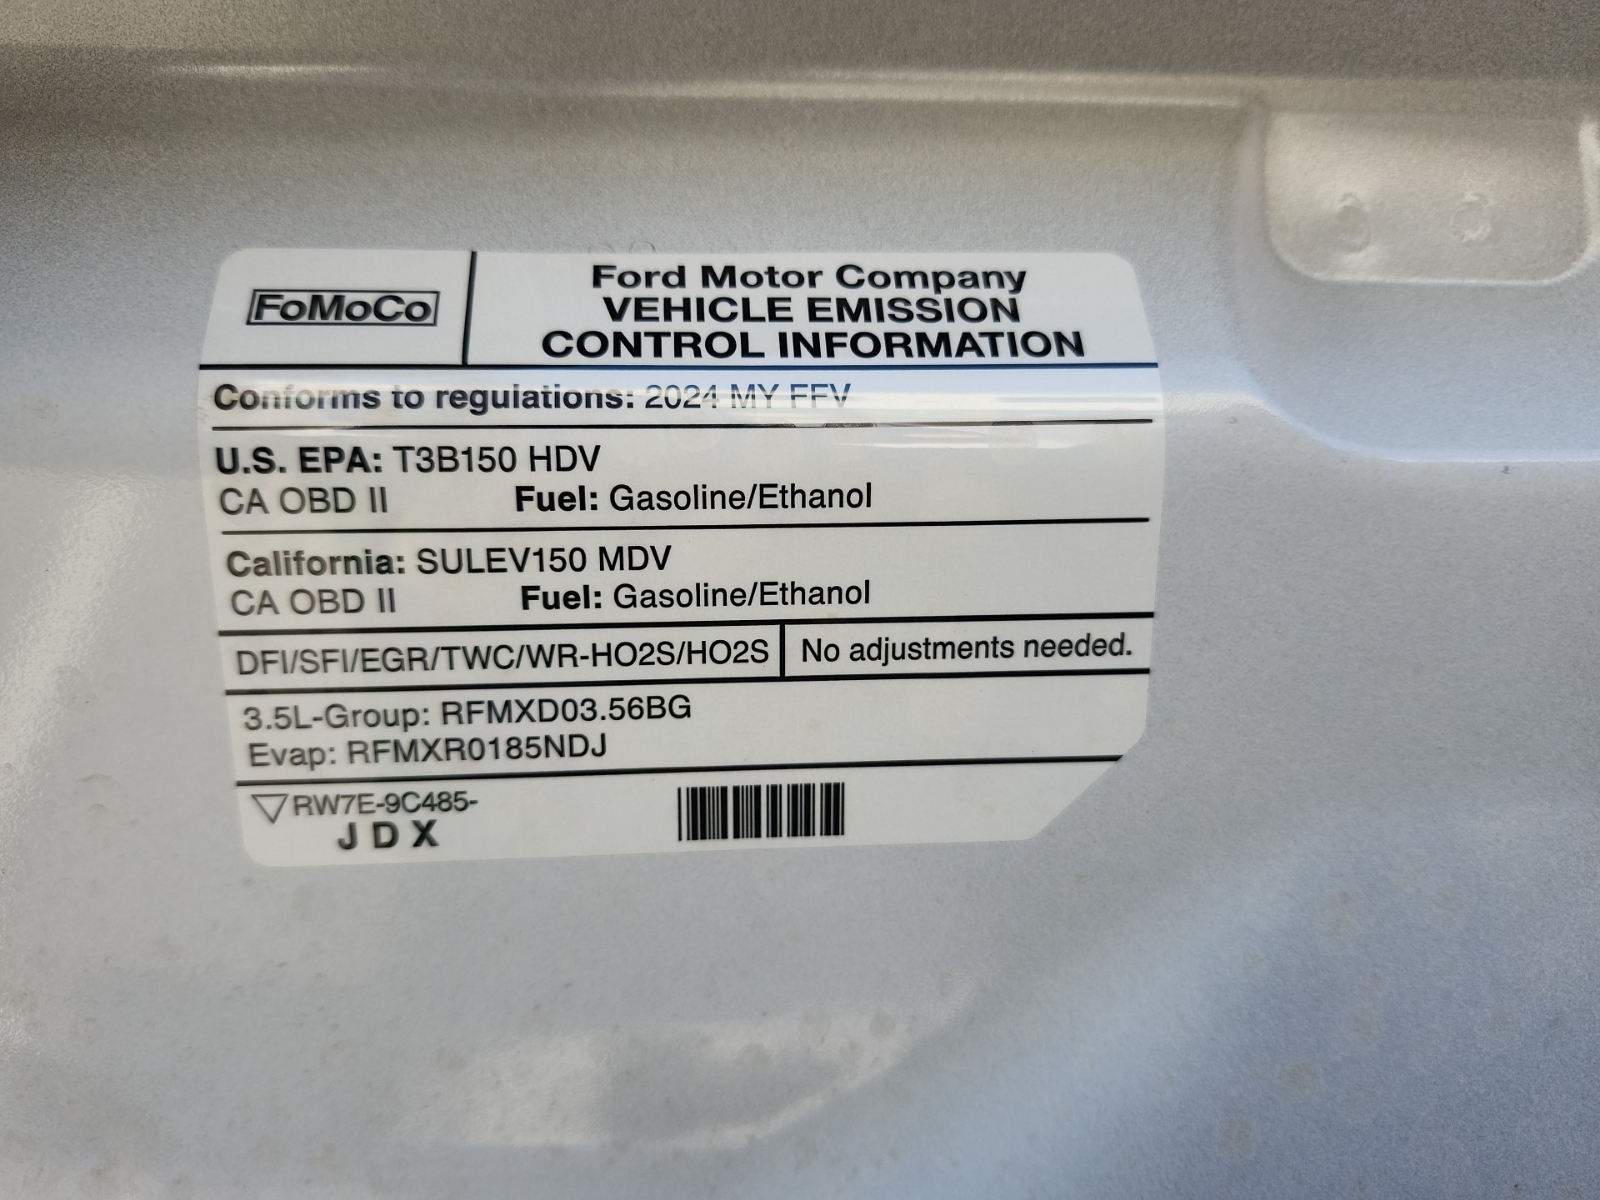 FoMoCo
Ford Motor Company
VEHICLE EMISSION
CONTROL INFORMATION
Conforms to regulations: 2024 MY FFV
U.S. EPA: T3B150 HDV
CA OBD II Fuel: Gasoline/Ethanol
California: SULEV150 MDV
CA OBD II Fuel: Gasoline/Ethanol
DFI/SFI/EGR/TWC/WR-HO2S/HO2S No adjustments needed.
3.5L-Group: RFMXD03.56BG
Evap: RFMXR0185NDJ
RW7E-9C485-
J D X